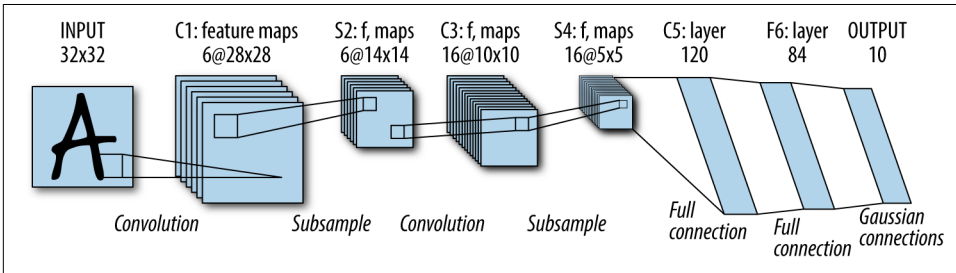 INPUT
32x32
C1: feature maps
6@28x28
S2: f, maps
6@14x14
C3: f, maps
16@10x10
S4: f, maps
16@5x5
C5: layer
120
F6: layer
84
OUTPUT
10
A
Convolution
Subsample
Convolution
Subsample
Full
connection
Full
connection
Gaussian
connections